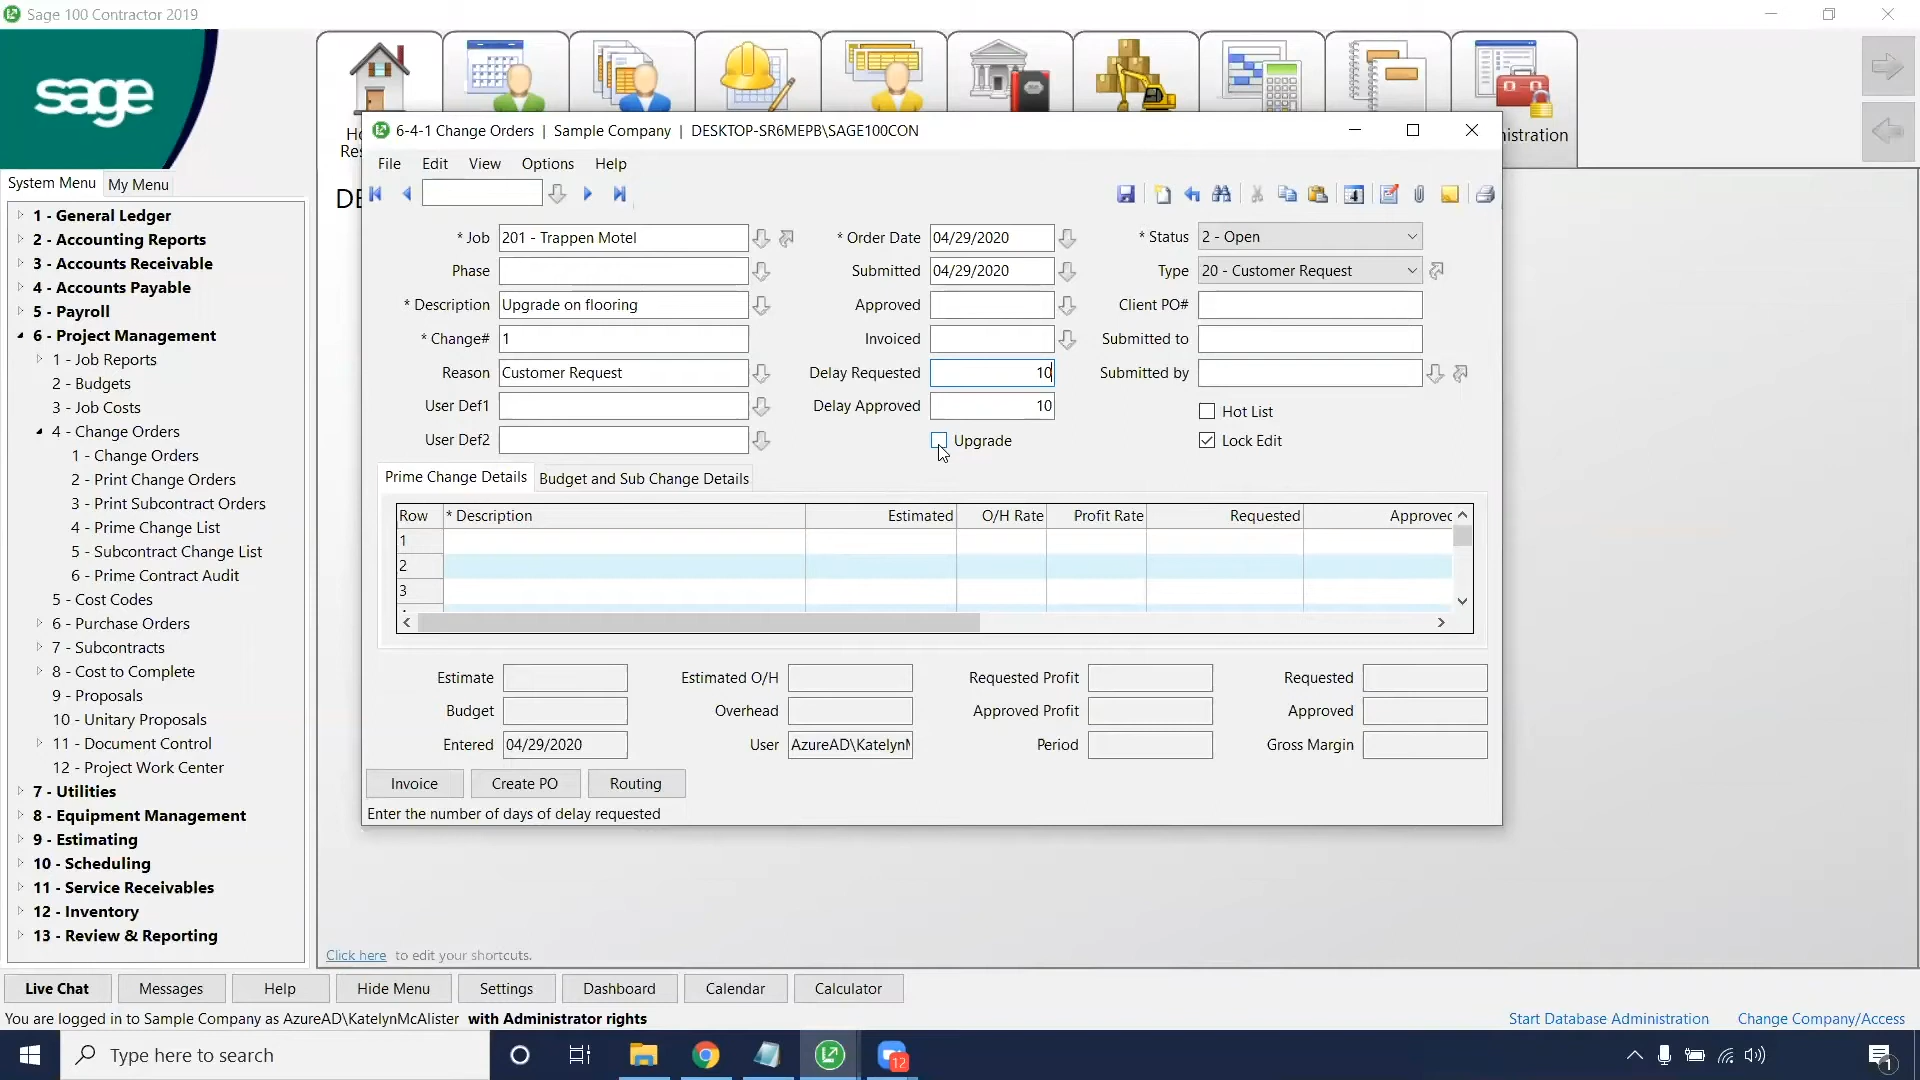 Sage 100 Contractor 2019
sage
Ho
Res
istration
DE
System Menu
My Menu
1 - General Ledger
2 - Accounting Reports
3 - Accounts Receivable
4 - Accounts Payable
5 - Payroll
6 - Project Management
1 - Job Reports
2 - Budgets
3 - Job Costs
4 - Change Orders
1 - Change Orders
2 - Print Change Orders
3 - Print Subcontract Orders
4 - Prime Change List
5 - Subcontract Change List
6 - Prime Contract Audit
5 - Cost Codes
6 - Purchase Orders
7 - Subcontracts
8 - Cost to Complete
9 - Proposals
10 - Unitary Proposals
11 - Document Control
12 - Project Work Center
7 - Utilities
8 - Equipment Management
9 - Estimating
10 - Scheduling
11 - Service Receivables
12 - Inventory
13 - Review & Reporting
6-4-1 Change Orders | Sample Company | DESKTOP-SR6MEPB\SAGE100CON
File Edit View Options Help
* Job 201 - Trappen Motel * Order Date 04/29/2020 * Status 2 - Open
Phase Submitted 04/29/2020 Type 20 - Customer Request
* Description Upgrade on flooring Approved Client PO#
* Change# 1 Invoiced Submitted to
Reason Customer Request Delay Requested 10 Submitted by
User Def1 Delay Approved 10 Hot List
User Def2 Upgrade Lock Edit
Prime Change Details Budget and Sub Change Details
Row * Description Estimated O/H Rate Profit Rate Requested Approved
1
2
3
Estimate Estimated O/H Requested Profit Requested
Budget Overhead Approved Profit Approved
Entered 04/29/2020 User AzureAD\KatelynM Period Gross Margin
Invoice Create PO Routing
Enter the number of days of delay requested
Click here to edit your shortcuts.
Live Chat Messages Help Hide Menu Settings Dashboard Calendar Calculator
You are logged in to Sample Company as AzureAD\KatelynMcAlister with Administrator rights Start Database Administration Change Company/Access
Type here to search
12
1